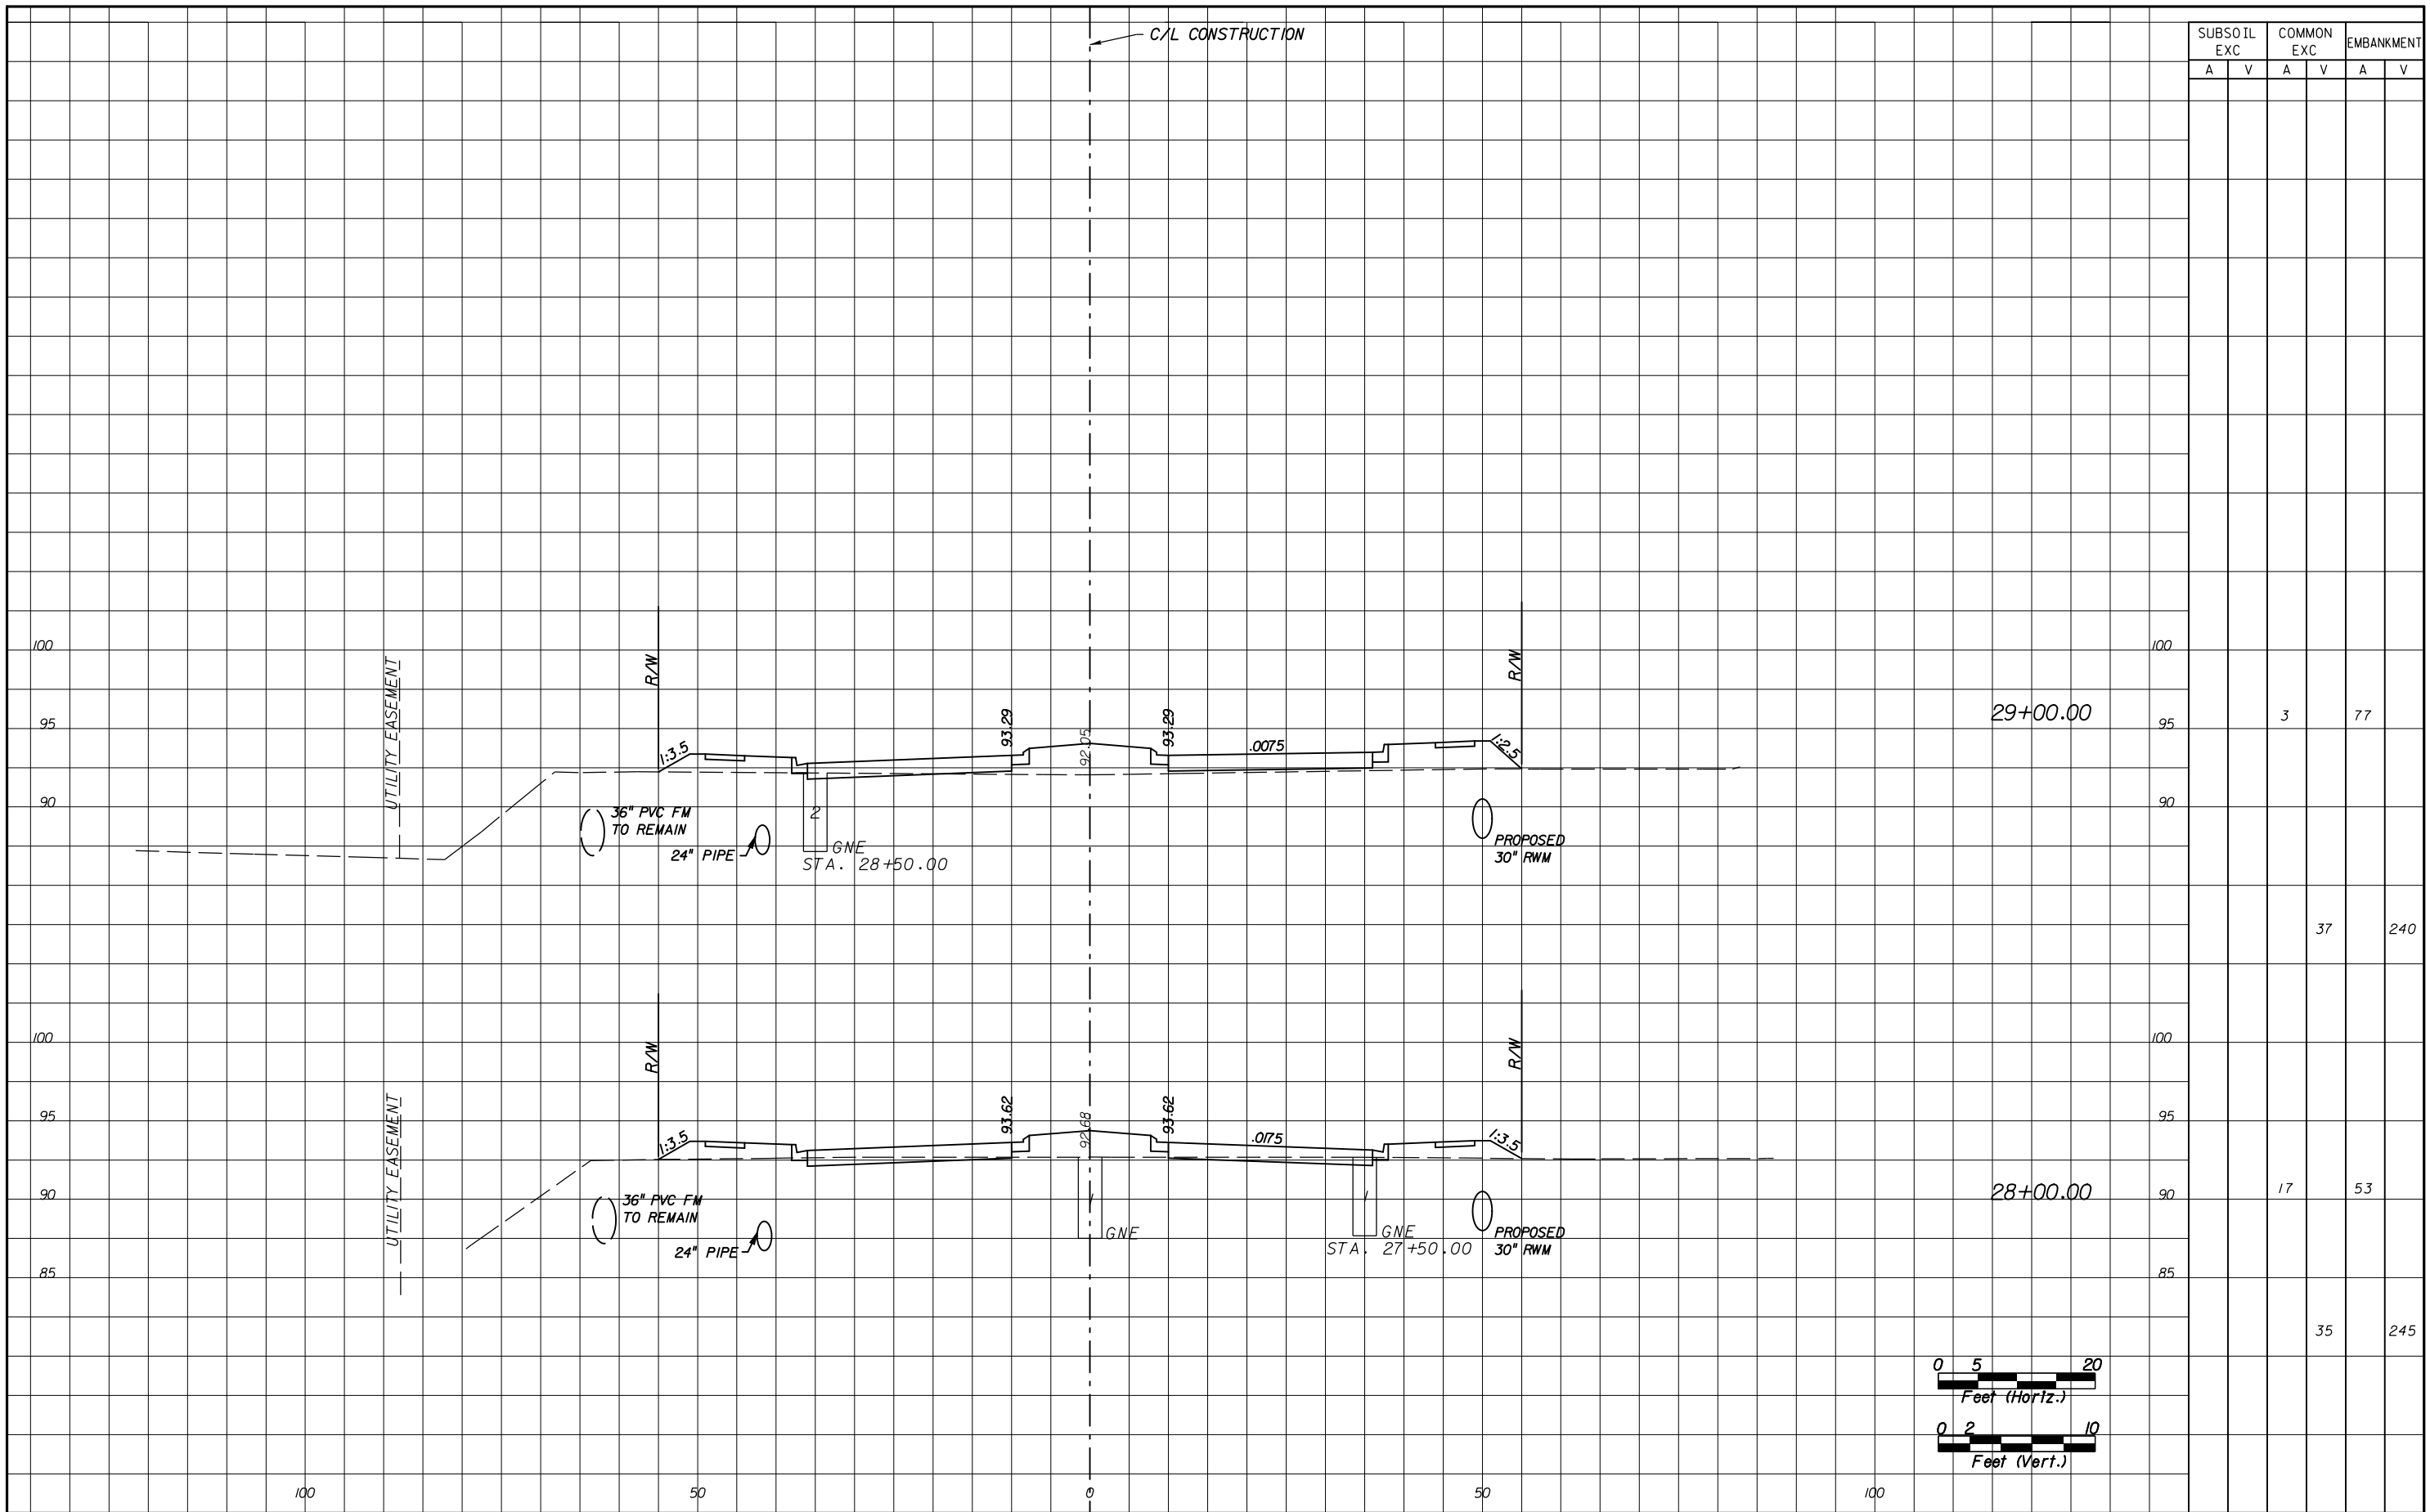 C/L CONSTRUCTION
SUBSOIL EXC
COMMON EXC
EMBANKMENT
A V A V A V
100
UTILITY EASEMENT
R/W
R/W
100
95
93.29
92.05
93.29
29+00.00
95
3
77
1:3.5
.0075
1:2.5
90
36" PVC FM
TO REMAIN
2
90
24" PIPE
GNE
STA. 28+50.00
PROPOSED
30" RWM
37
240
100
R/W
R/W
100
95
UTILITY EASEMENT
93.62
92.68
93.62
95
1:3.5
.0175
1:3.5
90
36" PVC FM
TO REMAIN
1
1
28+00.00
90
17
53
24" PIPE
GNE
GNE
STA. 27+50.00
PROPOSED
30" RWM
85
85
35
245
0 5 20
Feet (Horiz.)
0 2 10
Feet (Vert.)
100
50
0
50
100